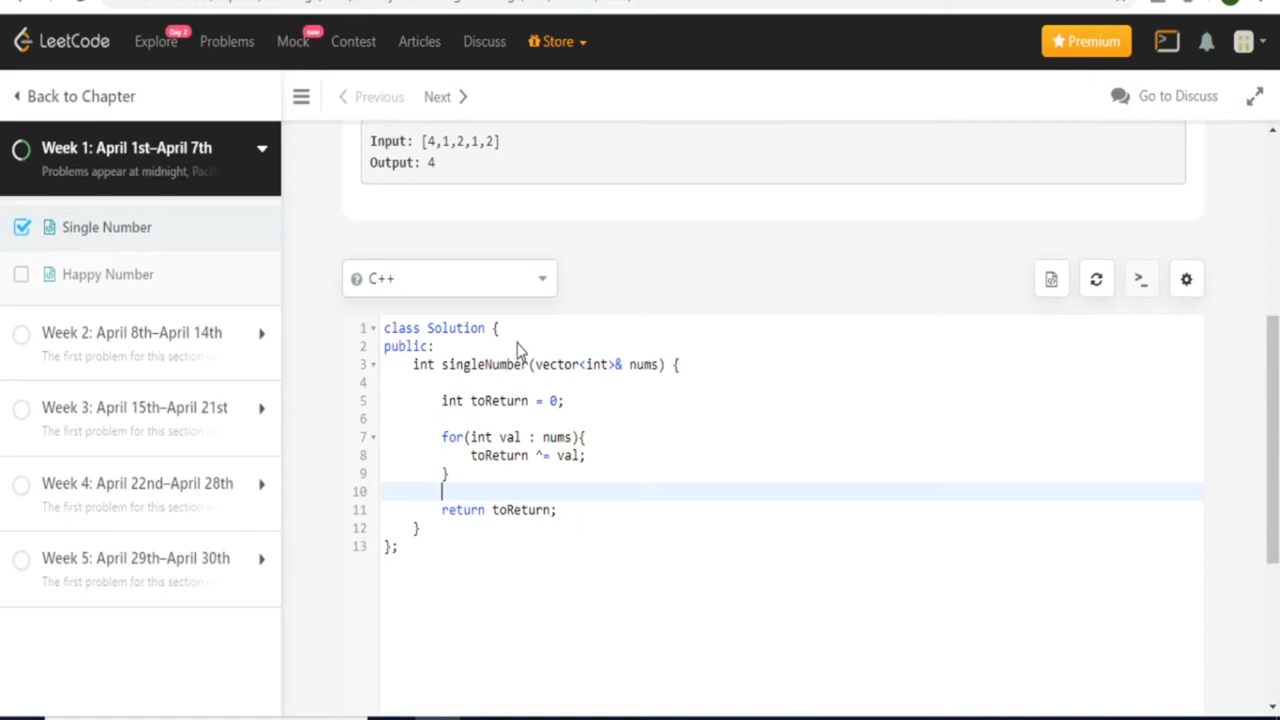 LeetCode
Explore
Day 2
Problems
Mock
new
Contest
Articles
Discuss
Store
Premium
Back to Chapter
Previous
Next
Go to Discuss
Week 1: April 1st–April 7th
Problems appear at midnight, Pacif
Single Number
Happy Number
Week 2: April 8th–April 14th
The first problem for this section
Week 3: April 15th–April 21st
The first problem for this section
Week 4: April 22nd–April 28th
The first problem for this section
Week 5: April 29th–April 30th
The first problem for this section
Input: [4,1,2,1,2]
Output: 4
C++
1 class Solution {
2 public:
3 int singleNumber(vector<int>& nums) {
4
5 int toReturn = 0;
6
7 for(int val : nums){
8 toReturn ^= val;
9 }
10
11 return toReturn;
12 }
13 };